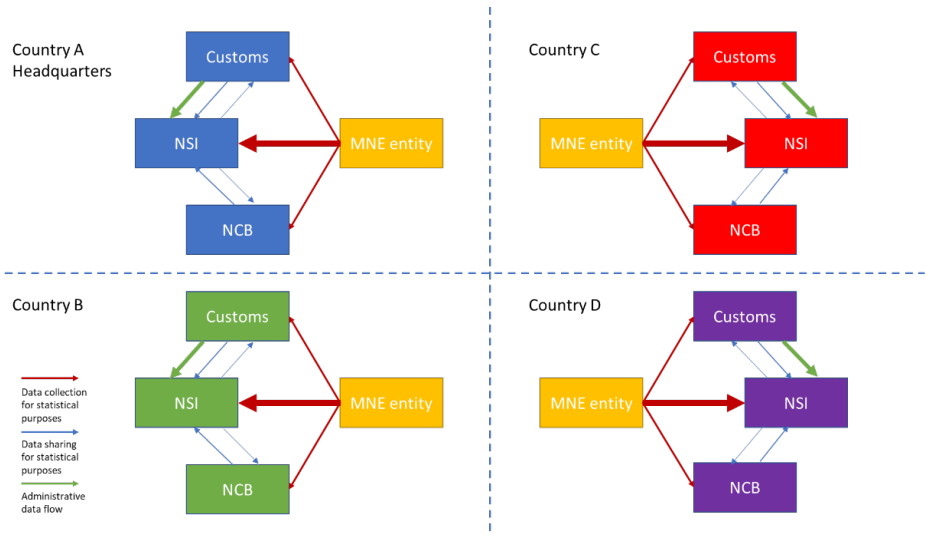 Country A
Headquarters
Customs
NSI
MNE entity
NCB
Country C
Customs
MNE entity
NSI
NCB
Country B
Customs
NSI
MNE entity
NCB
Data collection
for statistical
purposes
Data sharing
for statistical
purposes
Administrative
data flow
Country D
Customs
MNE entity
NSI
NCB